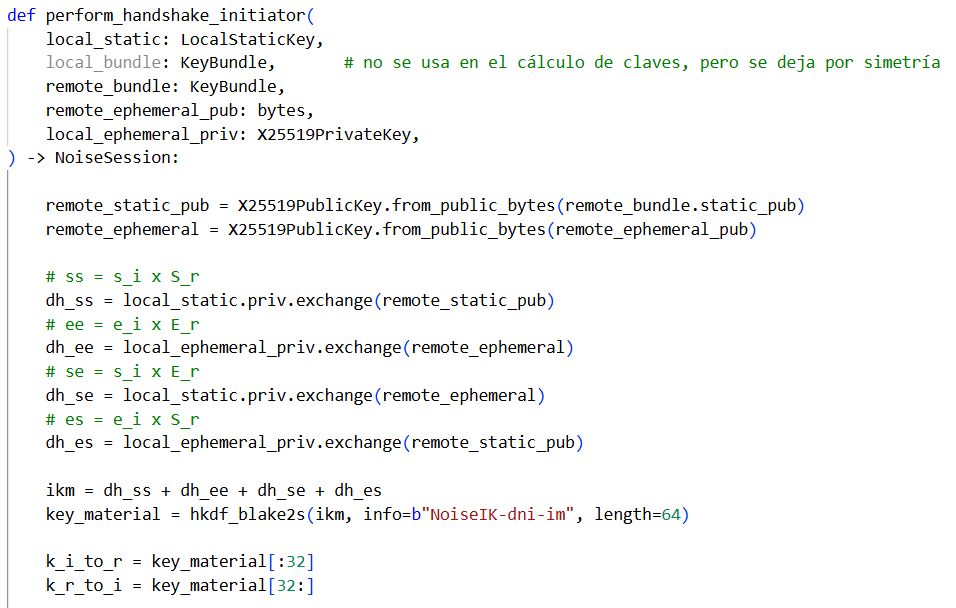 def perform_handshake_initiator(
    local_static: LocalStaticKey,
    local_bundle: KeyBundle,       # no se usa en el cálculo de claves, pero se deja por simetría
    remote_bundle: KeyBundle,
    remote_ephemeral_pub: bytes,
    local_ephemeral_priv: X25519PrivateKey,
) -> NoiseSession:

    remote_static_pub = X25519PublicKey.from_public_bytes(remote_bundle.static_pub)
    remote_ephemeral = X25519PublicKey.from_public_bytes(remote_ephemeral_pub)

    # ss = s_i x S_r
    dh_ss = local_static.priv.exchange(remote_static_pub)
    # ee = e_i x E_r
    dh_ee = local_ephemeral_priv.exchange(remote_ephemeral)
    # se = s_i x E_r
    dh_se = local_static.priv.exchange(remote_ephemeral)
    # es = e_i x S_r
    dh_es = local_ephemeral_priv.exchange(remote_static_pub)

    ikm = dh_ss + dh_ee + dh_se + dh_es
    key_material = hkdf_blake2s(ikm, info=b"NoiseIK-dni-im", length=64)

    k_i_to_r = key_material[:32]
    k_r_to_i = key_material[32:]